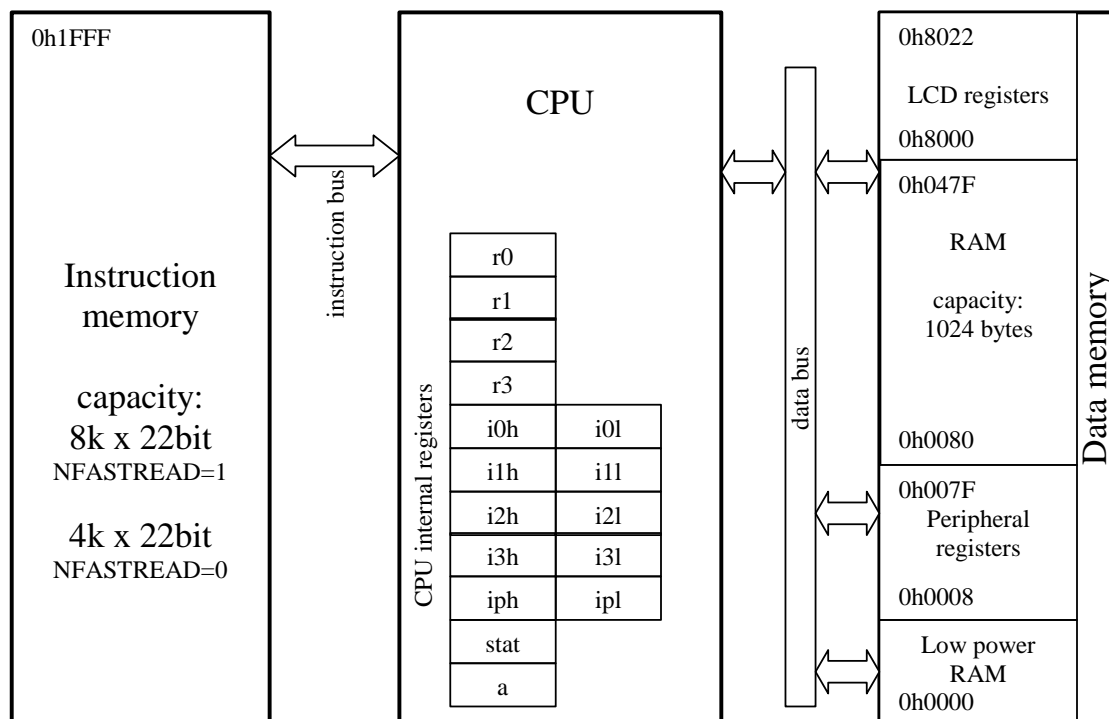 0h1FFF
Instruction
memory
capacity:
8k x 22bit
NFASTREAD=1
4k x 22bit
NFASTREAD=0
instruction bus
CPU
CPU internal registers
r0
r1
r2
r3
i0h i0l
i1h i1l
i2h i2l
i3h i3l
iph ipl
stat
a
data bus
0h8022
LCD registers
0h8000
0h047F
RAM
capacity:
1024 bytes
0h0080
0h007F
Peripheral
registers
0h0008
Low power
RAM
0h0000
Data memory